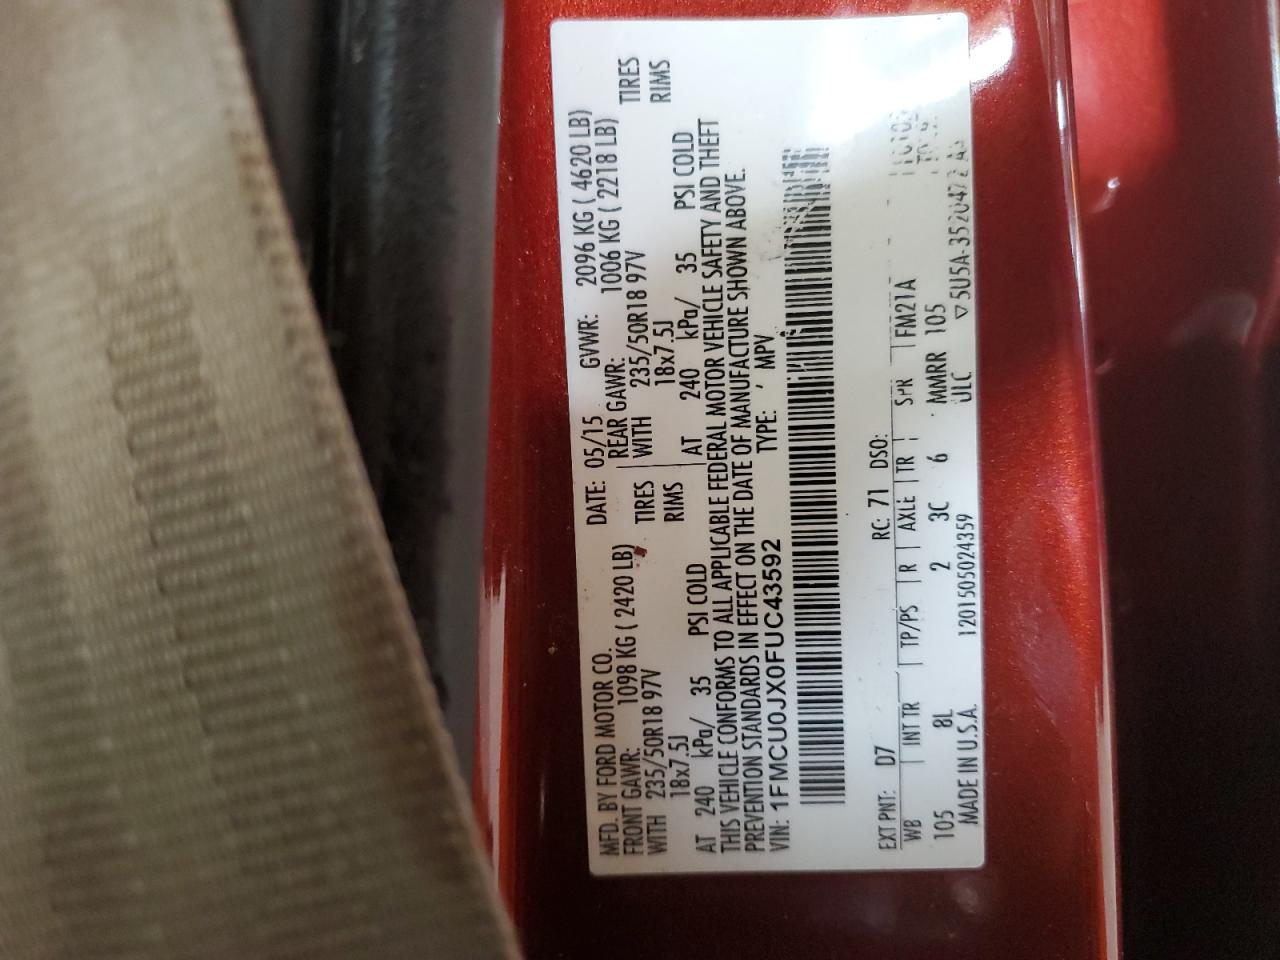 MFD. BY FORD MOTOR CO. DATE: 05/15 GVWR: 2096 KG ( 4620 LB)
FRONT GAWR: 1098 KG ( 2420 LB) REAR GAWR: 1006 KG ( 2218 LB)
WITH 235/50R18 97V TIRES WITH 235/50R18 97V TIRES
18x7.5J RIMS 18x7.5J RIMS
AT 240 kPa/ 35 PSI COLD AT 240 kPa/ 35 PSI COLD
THIS VEHICLE CONFORMS TO ALL APPLICABLE FEDERAL MOTOR VEHICLE SAFETY AND THEFT
PREVENTION STANDARDS IN EFFECT ON THE DATE OF MANUFACTURE SHOWN ABOVE.
VIN: 1FMCU0JX0FUC43592 TYPE: MPV
EXT PNT: D7 RC: 71 DSO:
WB INT TR TP/PS R AXLE TR SPR FM21A
105 8L 2 3C 6 MMRR 105
MADE IN U.S.A. 1201505024359 ULC ▽5U5A-3520472-